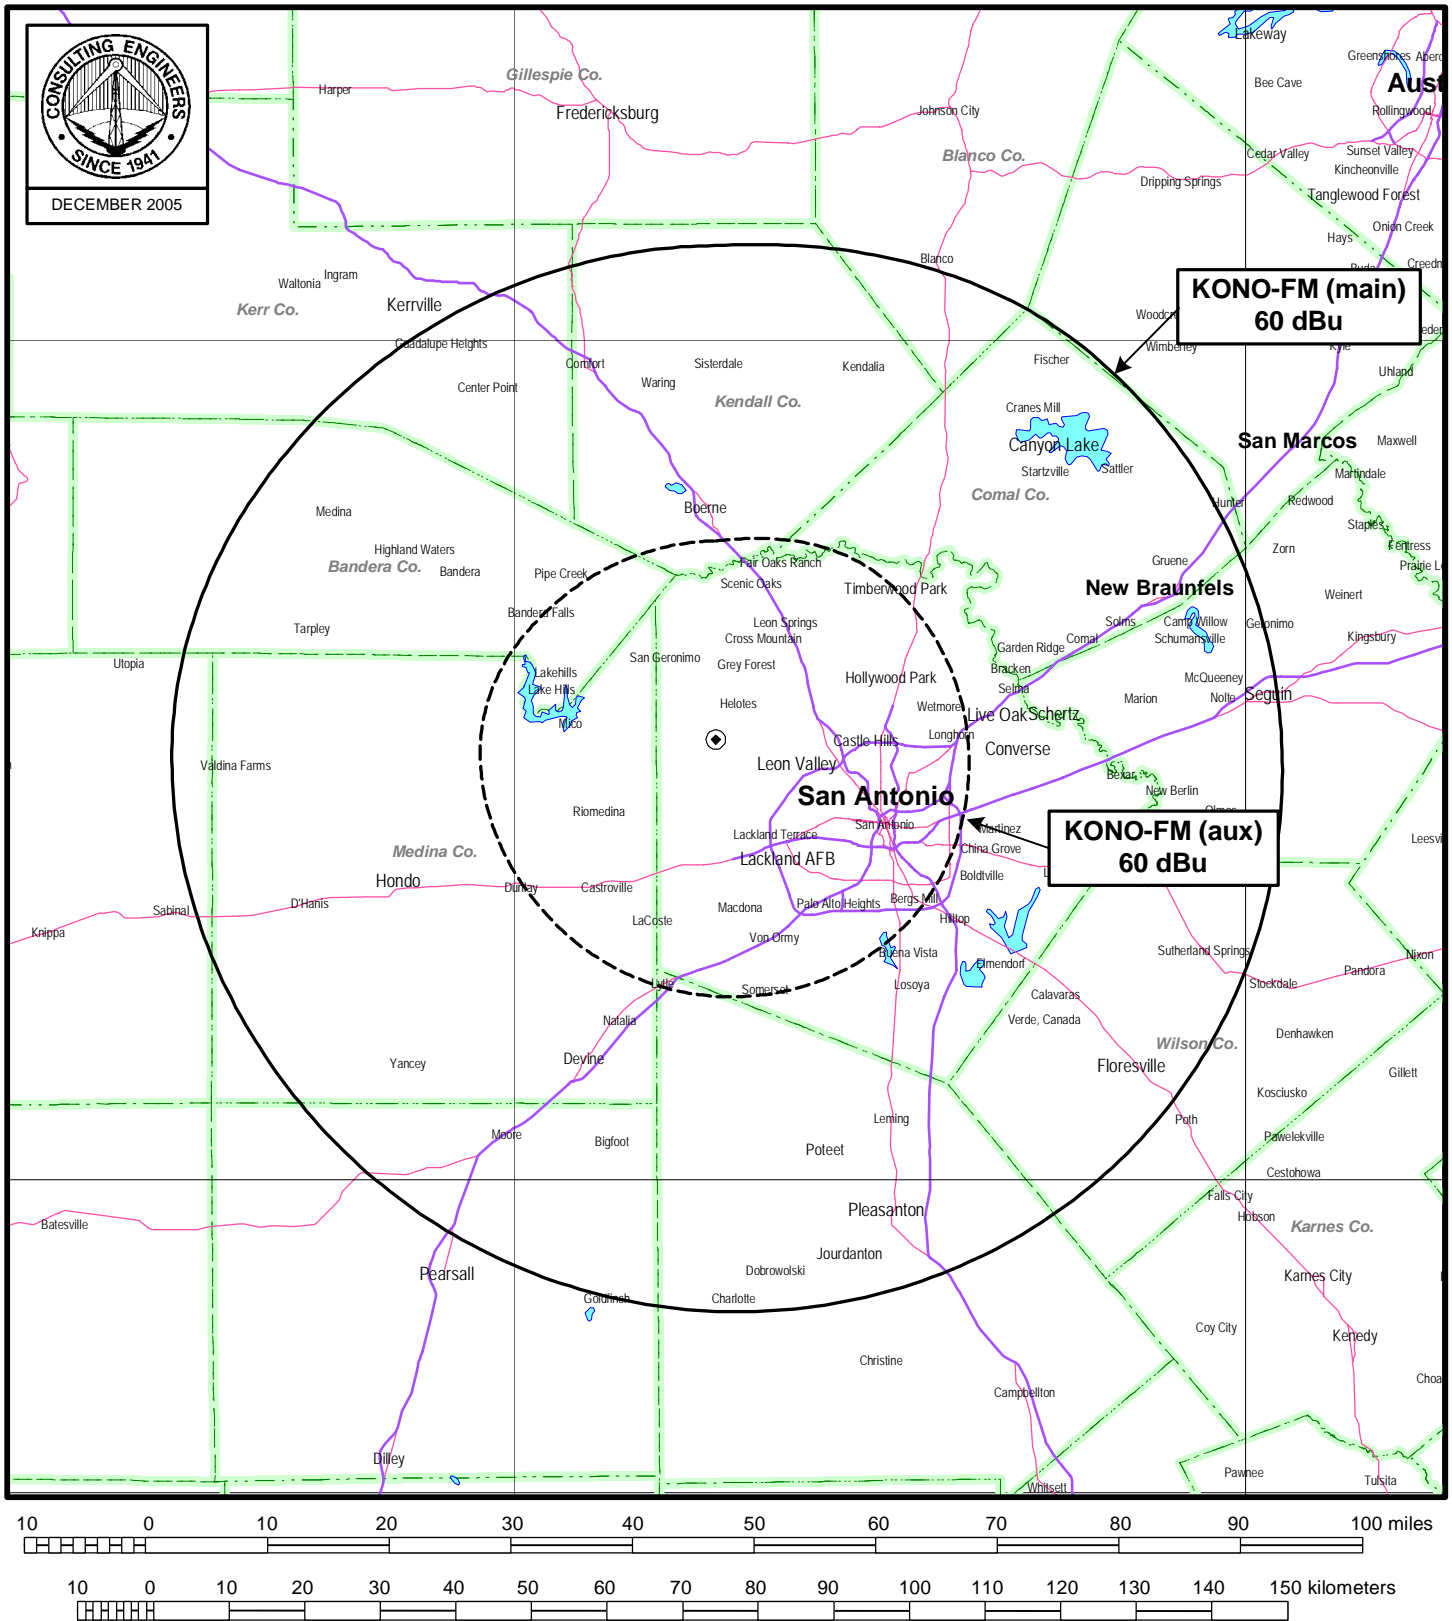 CONSULTING ENGINEERS
SINCE 1941
DECEMBER 2005
Lakeway
Greenshores
Bee Cave
Rollingwood
Gillespie Co.
Harper
Fredericksburg
Johnson City
Blanco Co.
Cedar Valley
Sunset Valley
Kincheonville
Dripping Springs
Tanglewood Forest
Onion Creek
Hays
Blanco
Waltonia
Ingram
Kerr Co.
Kerrville
KONO-FM (main)
60 dBu
Guadalupe Heights
Wimberley
Kyle
Comfort
Sisterdale
Kendalia
Fischer
Uhland
Center Point
Waring
Kendall Co.
Cranes Mill
Canyon Lake
San Marcos
Maxwell
Startzville
Sattler
Martindale
Comal Co.
Medina
Boerne
Hunter
Redwood
Staples
Highland Waters
Bandera Co.
Bandera
Pipe Creek
Fair Oaks Ranch
Scenic Oaks
Timberwood Park
Gruene
Zorn
Fentress
New Braunfels
Weinert
Bandera Falls
Tarpley
Leon Springs
Cross Mountain
Solms
Camp Willow
Geronimo
Comal
Schumansville
Kingsbury
Utopia
San Geronimo
Grey Forest
Garden Ridge
Bracken
Lakehills
Lake Hills
Hollywood Park
Selma
McQueeney
Marion
Nolte
Seguin
Helotes
Wetmore
Live Oak
Schertz
Mico
Castle Hills
Longhorn
Converse
Valdina Farms
Leon Valley
Bexar
New Berlin
San Antonio
Riomedina
Lackland Terrace
San Antonio
Martinez
KONO-FM (aux)
60 dBu
Medina Co.
Lackland AFB
China Grove
Hondo
Dunlay
Castroville
Boldtville
D'Hanis
Sabinal
Macdona
Palo Alto Heights
Bergs Mill
LaCoste
Hilltop
Knippa
Von Ormy
Buena Vista
Elmendorf
Sutherland Springs
Nixon
Pandora
Lytle
Somerset
Losoya
Calavaras
Stockdale
Natalia
Verde, Canada
Denhawken
Wilson Co.
Yancey
Devine
Floresville
Gillett
Kosciusko
Leming
Poth
Moore
Bigfoot
Poteet
Pawelekville
Cestohowa
Falls City
Hobson
Batesville
Pleasanton
Karnes Co.
Jourdanton
Pearsall
Dobrowolski
Karnes City
Goldfinch
Charlotte
Coy City
Kenedy
Christine
Campbellton
Dilley
Pawnee
Tulsita
Whitsett
10 0 10 20 30 40 50 60 70 80 90 100 miles
10 0 10 20 30 40 50 60 70 80 90 100 110 120 130 140 150 kilometers